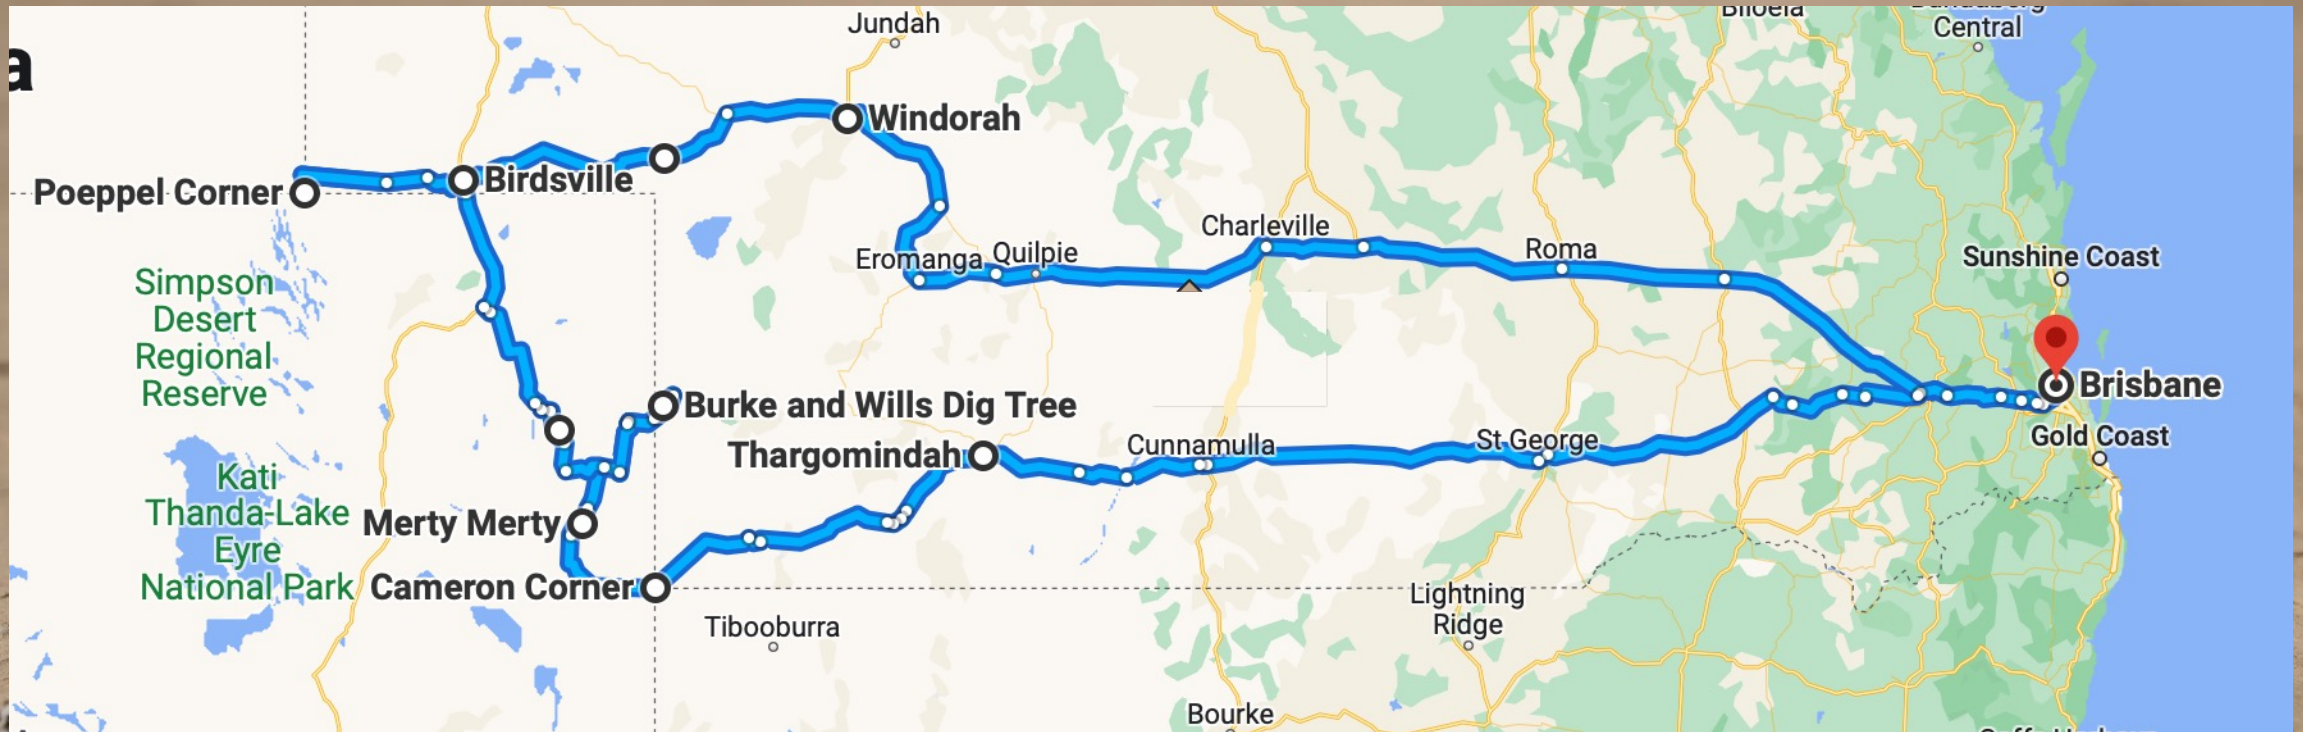 Biloela
Bundaberg
Central
Jundah
a
Windorah
Poeppel Corner
Birdsville
Charleville
Eromanga
Quilpie
Roma
Sunshine Coast
Simpson
Desert
Regional
Reserve
Brisbane
Burke and Wills Dig Tree
Thargomindah
Cunnamulla
St George
Gold Coast
Kati
Thanda-Lake
Eyre
National Park
Merty Merty
Cameron Corner
Tibooburra
Lightning
Ridge
Bourke